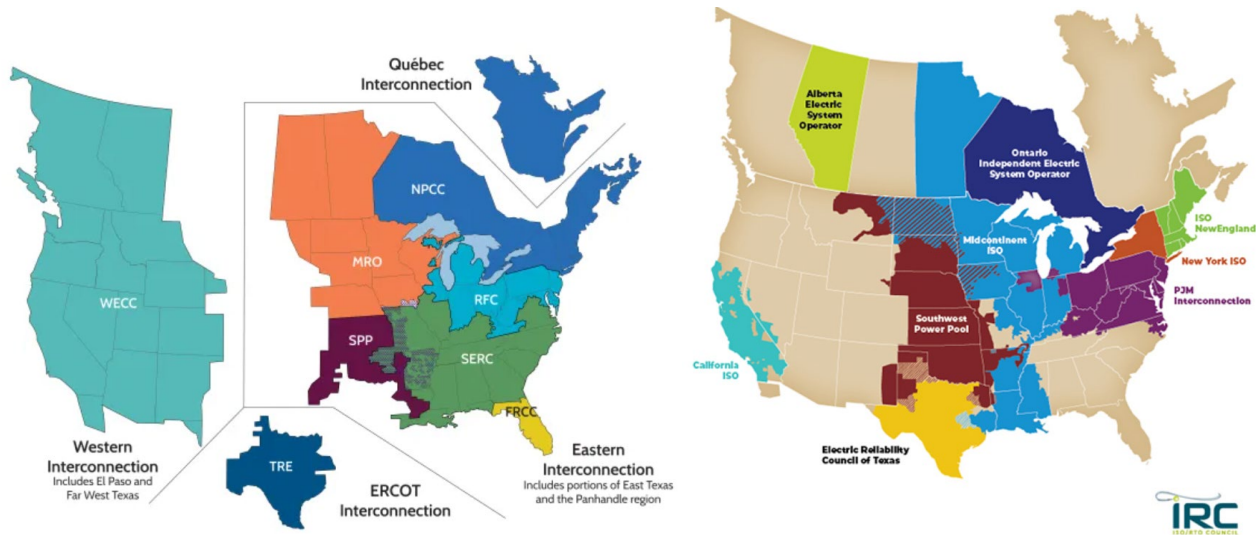 Québec
Interconnection
NPCC
MRO
WECC
RFC
SPP
SERC
FRCC
Western
Interconnection
Includes El Paso and
Far West Texas
TRE
ERCOT
Interconnection
Eastern
Interconnection
Includes portions of East Texas
and the Panhandle region
Alberta
Electric
System
Operator
Ontario
Independent Electric
System Operator
ISO
NewEngland
Midcontinent
ISO
New York ISO
PJM
Interconnection
Southwest
Power Pool
California
ISO
Electric Reliability
Council of Texas
IRC
ISO/RTO COUNCIL